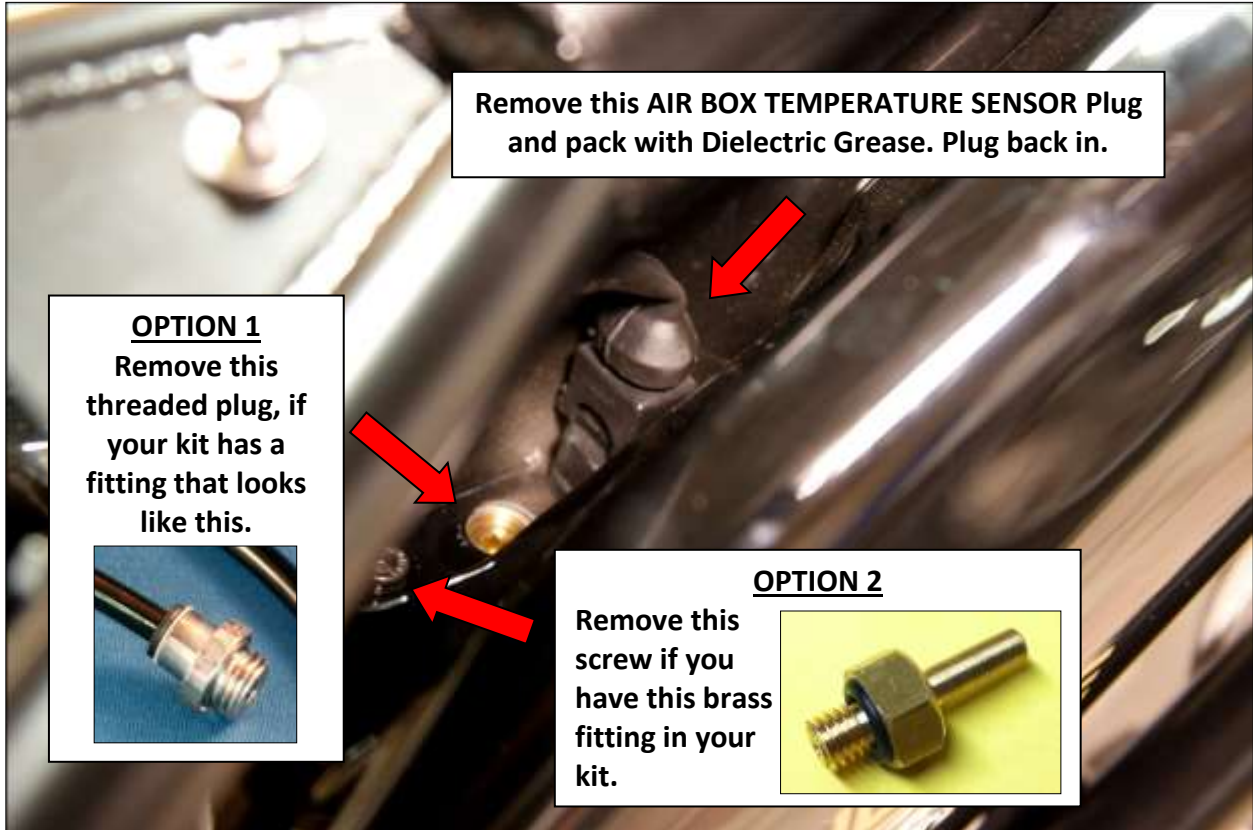 Remove this AIR BOX TEMPERATURE SENSOR Plug
and pack with Dielectric Grease. Plug back in.
OPTION 1
Remove this
threaded plug, if
your kit has a
fitting that looks
like this.
OPTION 2
Remove this
screw if you
have this brass
fitting in your
kit.